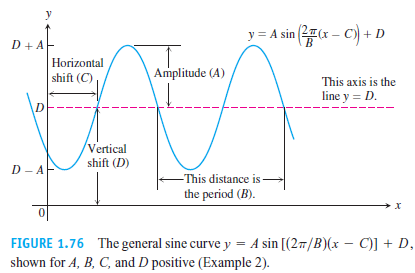 y
y = A sin (2π/B (x – C)) + D
D + A
Horizontal
shift (C)
Amplitude (A)
This axis is the
line y = D.
D
Vertical
shift (D)
D – A
This distance is
the period (B).
0
x
FIGURE 1.76 The general sine curve y = A sin [(2π/B)(x – C)] + D,
shown for A, B, C, and D positive (Example 2).